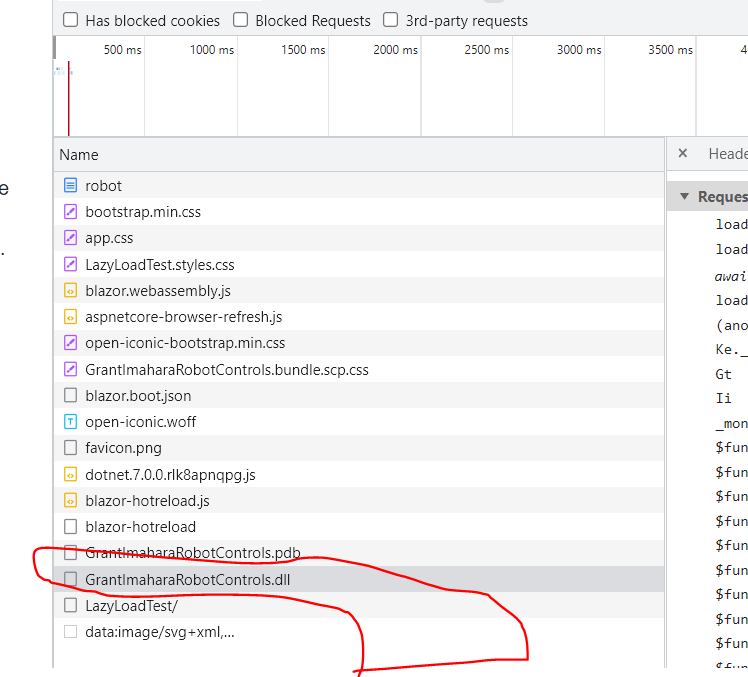 Has blocked cookies Blocked Requests 3rd-party requests
500 ms 1000 ms 1500 ms 2000 ms 2500 ms 3000 ms 3500 ms 4
Name
× Heade
robot
e
▼ Reques
bootstrap.min.css
load
app.css
.
load
LazyLoadTest.styles.css
awai
blazor.webassembly.js
load
aspnetcore-browser-refresh.js
(ano
open-iconic-bootstrap.min.css
Ke._
GrantImaharaRobotControls.bundle.scp.css
Gt
blazor.boot.json
Ii
open-iconic.woff
_mon
favicon.png
$fun
dotnet.7.0.0.rlk8apnqpg.js
$fun
blazor-hotreload.js
$fun
blazor-hotreload
$fun
GrantImaharaRobotControls.pdb
$fun
GrantImaharaRobotControls.dll
$fun
LazyLoadTest/
$fun
data:image/svg+xml,...
$fun
$fun
$fun